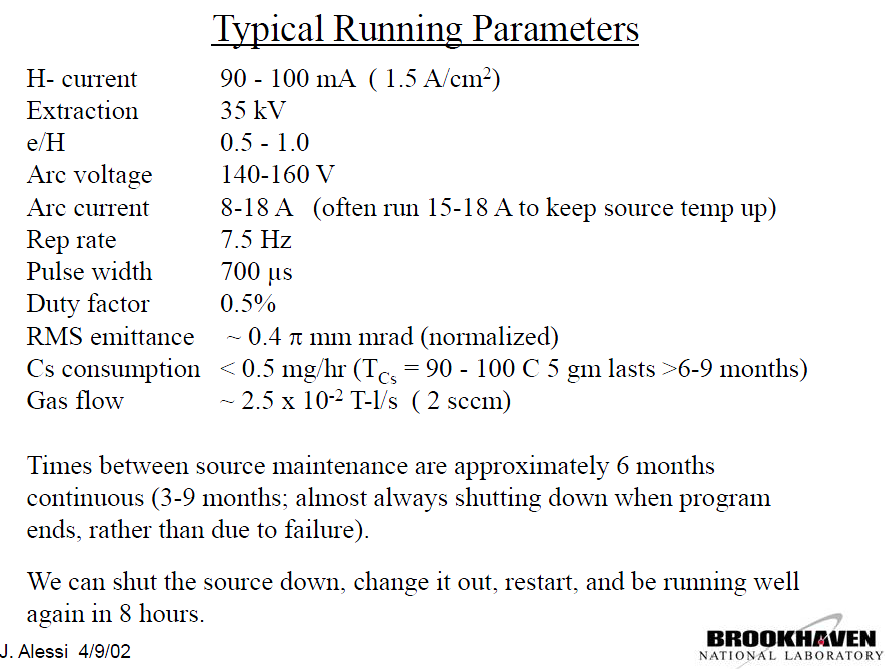 Typical Running Parameters
H- current 90 - 100 mA ( 1.5 A/cm²)
Extraction 35 kV
e/H 0.5 - 1.0
Arc voltage 140-160 V
Arc current 8-18 A (often run 15-18 A to keep source temp up)
Rep rate 7.5 Hz
Pulse width 700 µs
Duty factor 0.5%
RMS emittance ~ 0.4 π mm mrad (normalized)
Cs consumption < 0.5 mg/hr (T_Cs = 90 - 100 C 5 gm lasts >6-9 months)
Gas flow ~ 2.5 x 10⁻² T-l/s ( 2 sccm)
Times between source maintenance are approximately 6 months
continuous (3-9 months; almost always shutting down when program
ends, rather than due to failure).
We can shut the source down, change it out, restart, and be running well
again in 8 hours.
J. Alessi 4/9/02
BROOKHAVEN
NATIONAL LABORATORY